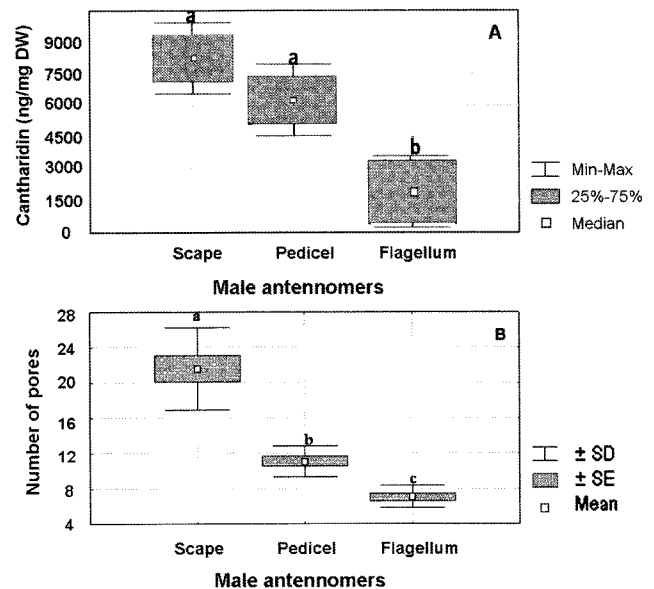 A
Cantharidin (ng/mg DW)
9000
7500
6000
4500
3000
1500
0
a
a
b
Scape
Pedicel
Flagellum
Male antennomers
Min-Max
25%-75%
Median
B
Number of pores
28
24
20
16
12
8
4
a
b
c
Scape
Pedicel
Flagellum
Male antennomers
± SD
± SE
Mean